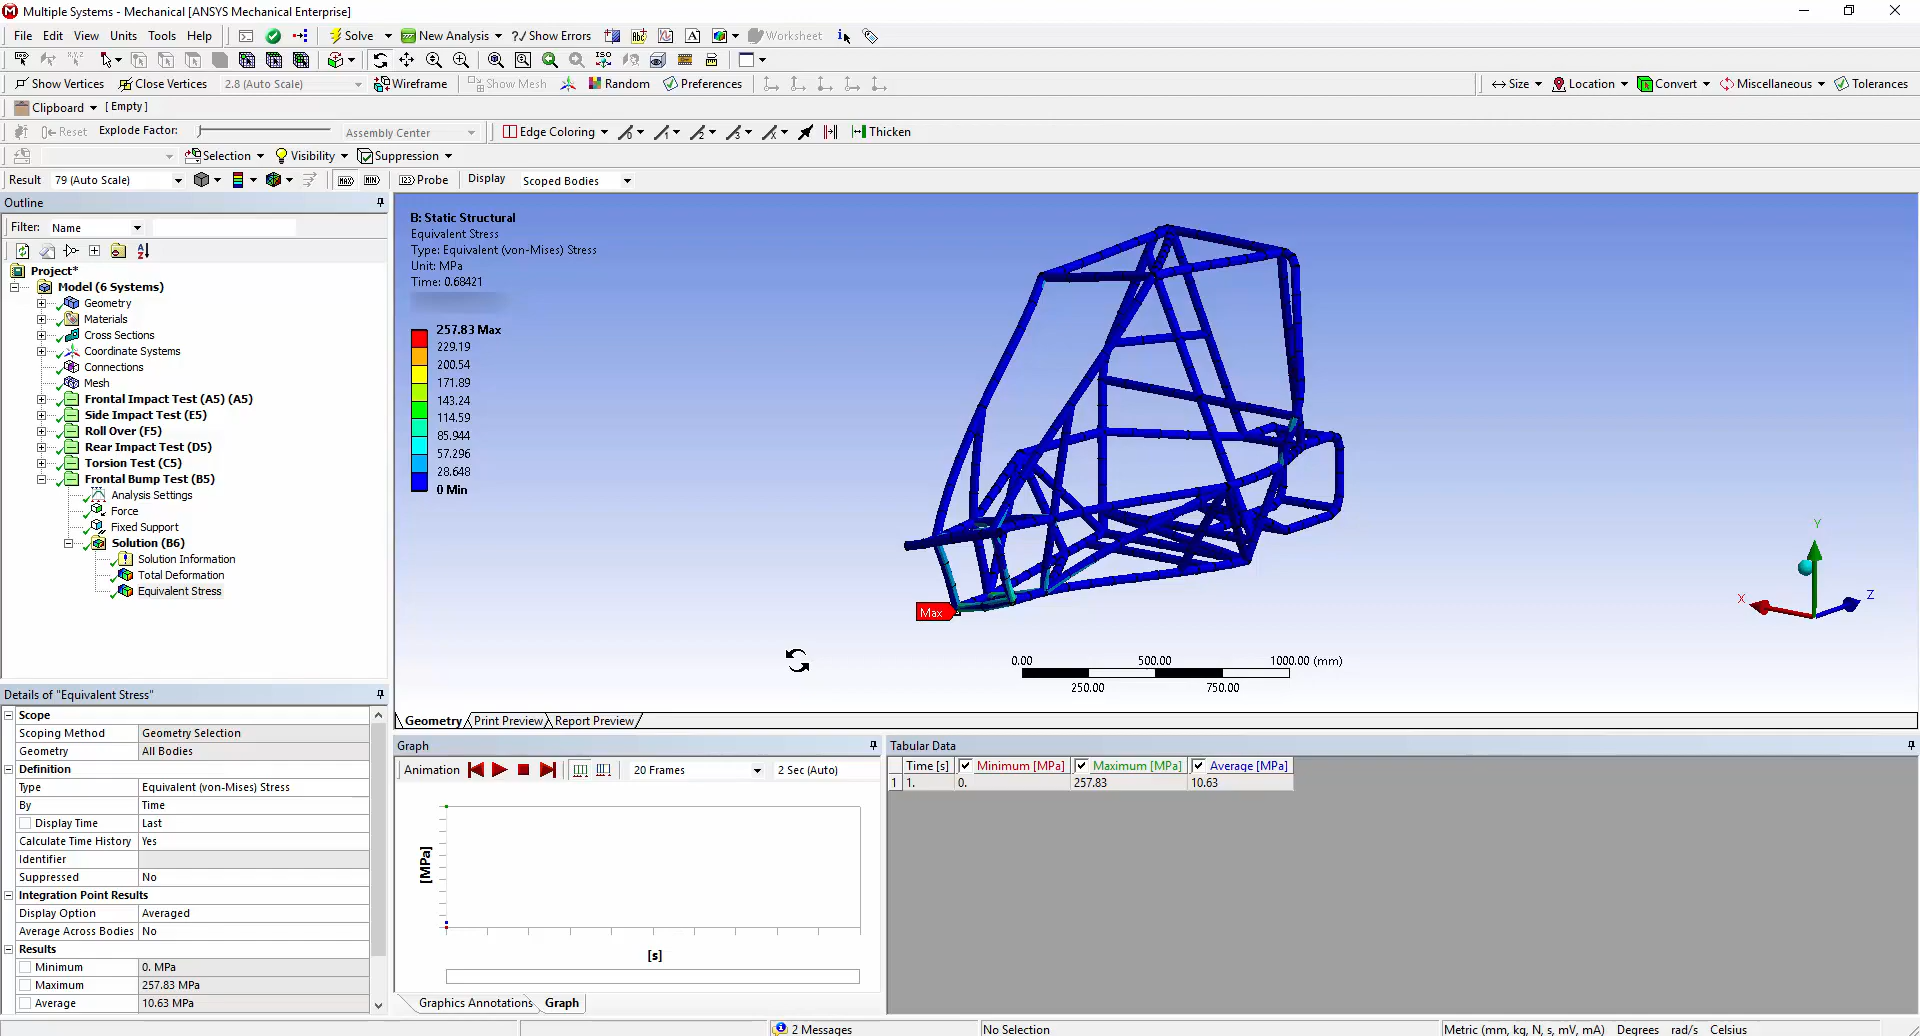 Multiple Systems - Mechanical [ANSYS Mechanical Enterprise]
File Edit View Units Tools Help Solve New Analysis ?/ Show Errors Worksheet
Show Vertices Close Vertices 2.8 (Auto Scale) Wireframe Show Mesh Random Preferences Size Location Convert Miscellaneous Tolerances
Clipboard [ Empty ]
Reset Explode Factor: Assembly Center Edge Coloring Thicken
Selection Visibility Suppression
Result 79 (Auto Scale) MAX MIN Probe Display Scoped Bodies
Outline
Filter: Name
Project*
Model (6 Systems)
Geometry
Materials
Cross Sections
Coordinate Systems
Connections
Mesh
Frontal Impact Test (A5) (A5)
Side Impact Test (E5)
Roll Over (F5)
Rear Impact Test (D5)
Torsion Test (C5)
Frontal Bump Test (B5)
Analysis Settings
Force
Fixed Support
Solution (B6)
Solution Information
Total Deformation
Equivalent Stress
B: Static Structural
Equivalent Stress
Type: Equivalent (von-Mises) Stress
Unit: MPa
Time: 0.68421
257.83 Max
229.19
200.54
171.89
143.24
114.59
85.944
57.296
28.648
0 Min
Max
Y
X
Z
0.00 500.00 1000.00 (mm)
250.00 750.00
Geometry Print Preview Report Preview
Details of "Equivalent Stress"
Scope
Scoping Method Geometry Selection
Geometry All Bodies
Definition
Type Equivalent (von-Mises) Stress
By Time
Display Time Last
Calculate Time History Yes
Identifier
Suppressed No
Integration Point Results
Display Option Averaged
Average Across Bodies No
Results
Minimum 0. MPa
Maximum 257.83 MPa
Average 10.63 MPa
Graph
Animation 20 Frames 2 Sec (Auto)
[MPa]
[s]
Graphics Annotations Graph
Tabular Data
Time [s] Minimum [MPa] Maximum [MPa] Average [MPa]
1 1. 0. 257.83 10.63
2 Messages No Selection Metric (mm, kg, N, s, mV, mA) Degrees rad/s Celsius